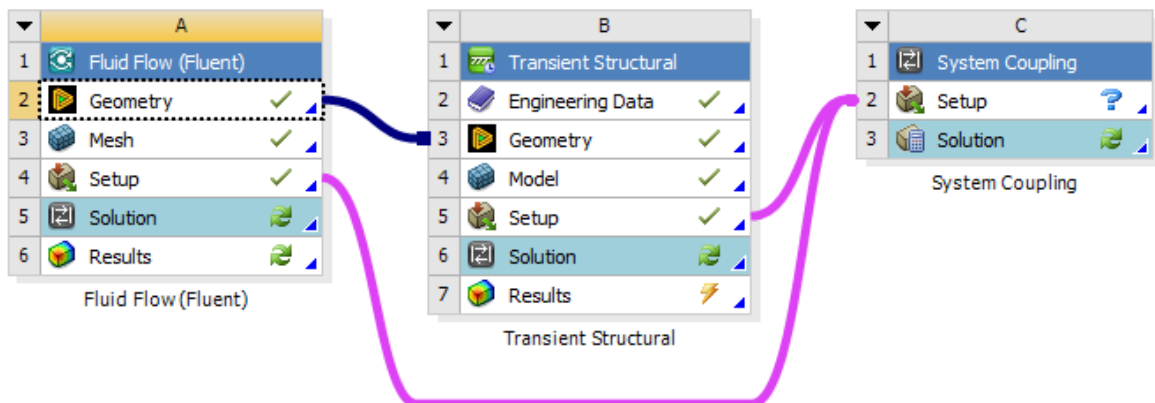 A
1 Fluid Flow (Fluent)
2 Geometry
3 Mesh
4 Setup
5 Solution
6 Results
Fluid Flow (Fluent)
B
1 Transient Structural
2 Engineering Data
3 Geometry
4 Model
5 Setup
6 Solution
7 Results
Transient Structural
C
1 System Coupling
2 Setup ?
3 Solution
System Coupling